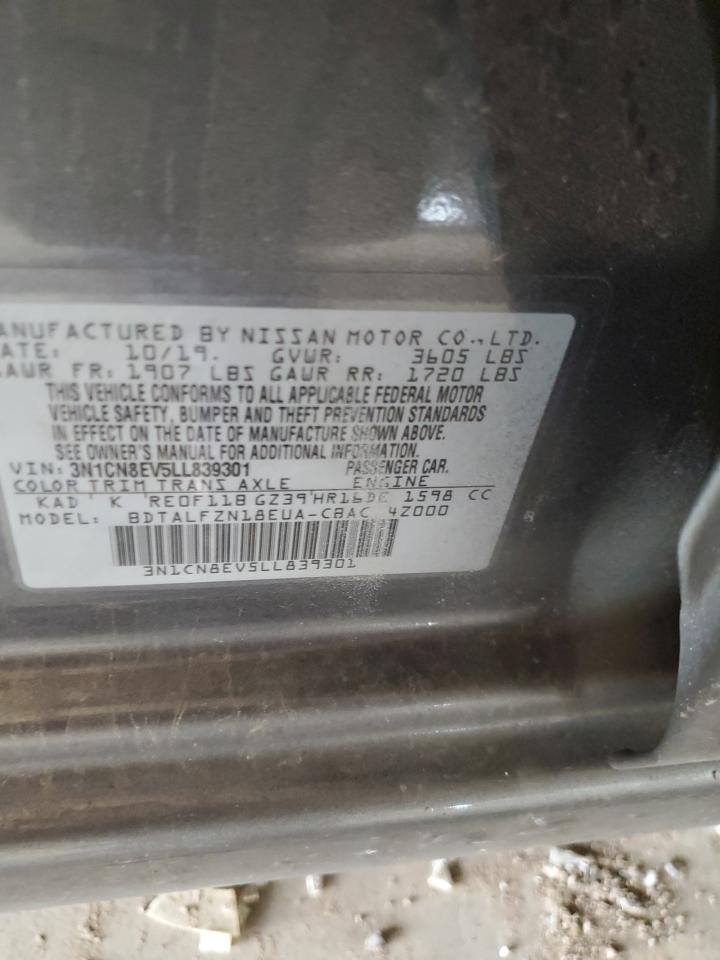 ANUFACTURED BY NISSAN MOTOR CO., LTD.
ATE: 10/19. GVWR: 3605 LBS
AWR FR: 1907 LBS GAWR RR: 1720 LBS
THIS VEHICLE CONFORMS TO ALL APPLICABLE FEDERAL MOTOR
VEHICLE SAFETY, BUMPER AND THEFT PREVENTION STANDARDS
IN EFFECT ON THE DATE OF MANUFACTURE SHOWN ABOVE.
SEE OWNER'S MANUAL FOR ADDITIONAL INFORMATION.
VIN: 3N1CN8EV5LL839301 PASSENGER CAR.
COLOR TRIM TRANS AXLE ENGINE
KAD K RE0F11B GZ39 HR16DE 1598 CC
MODEL: BDTALFZN18EUA-CBAC 4Z000
3N1CN8EV5LL839301